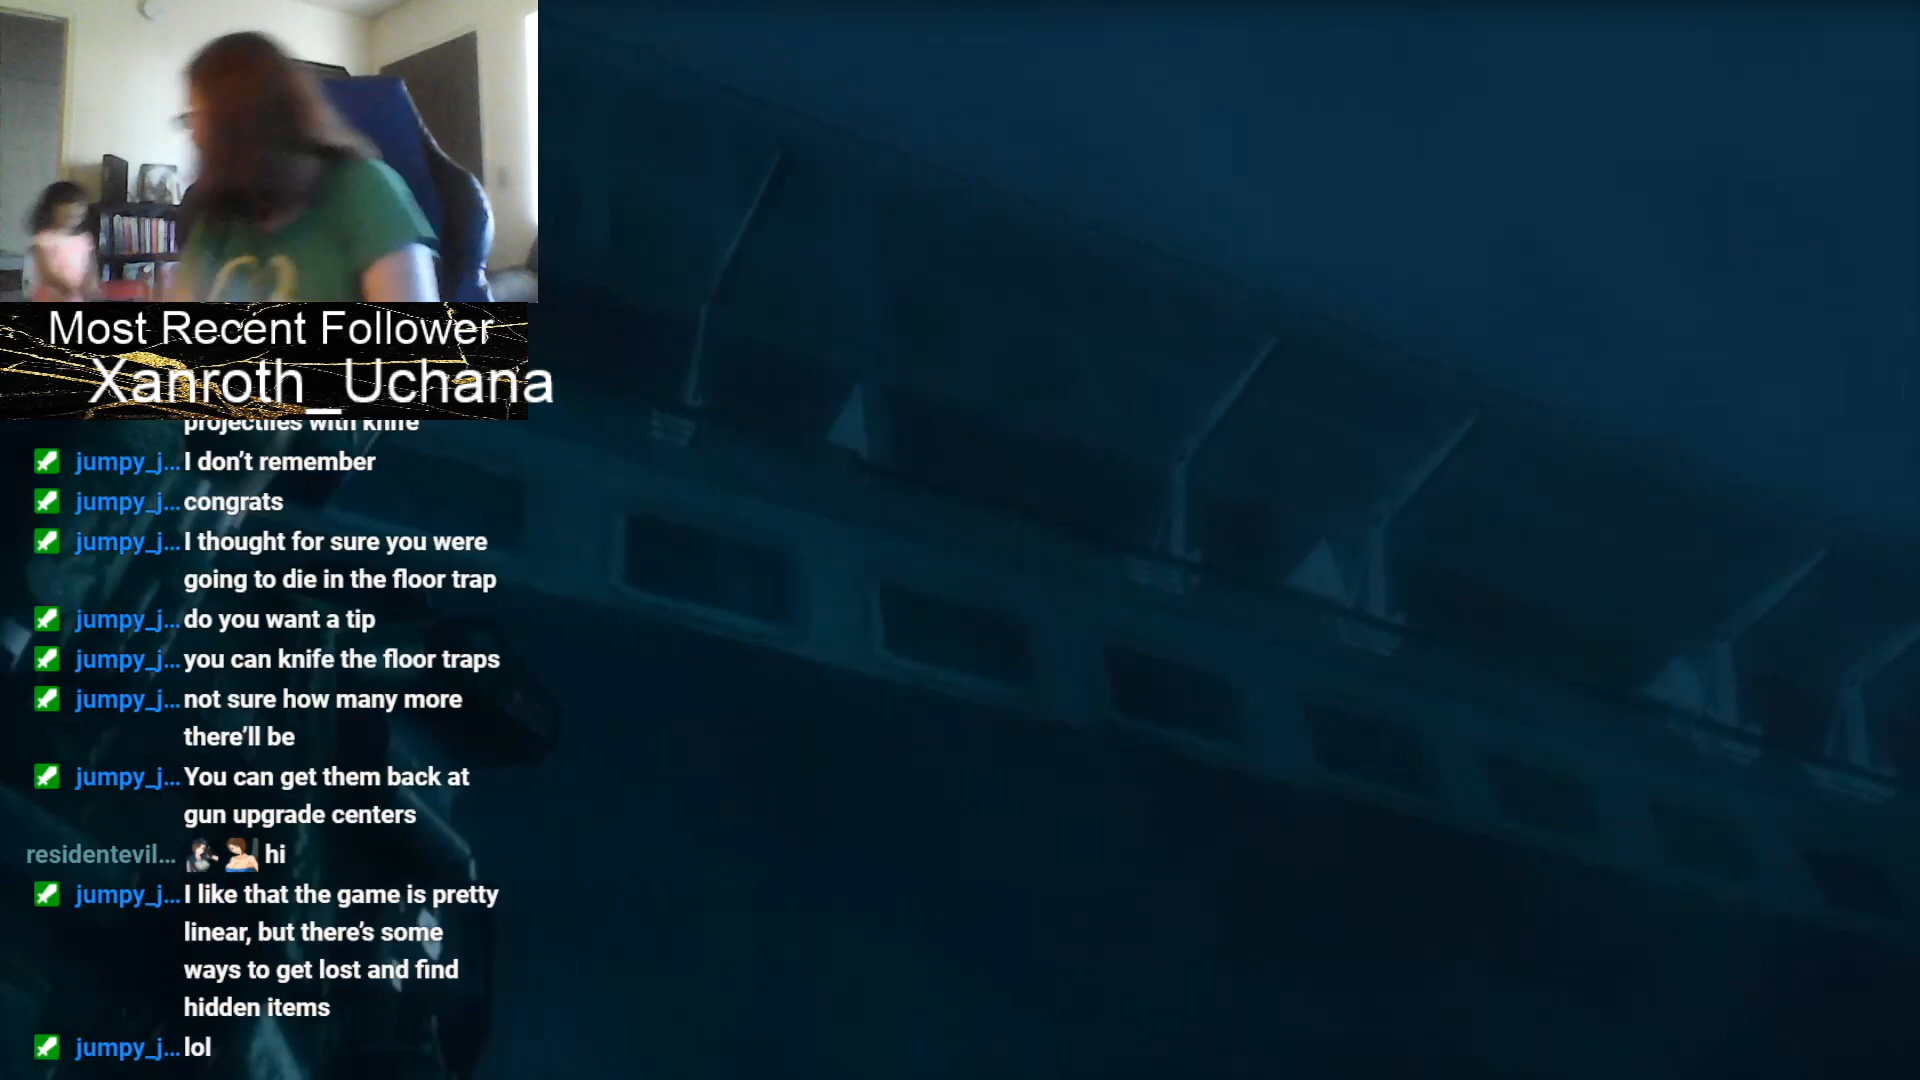 Most Recent Follower
Xanroth_Uchana
projectiles with knife
jumpy_j... I don't remember
jumpy_j... congrats
jumpy_j... I thought for sure you were
going to die in the floor trap
jumpy_j... do you want a tip
jumpy_j... you can knife the floor traps
jumpy_j... not sure how many more
there'll be
jumpy_j... You can get them back at
gun upgrade centers
residentevil... hi
jumpy_j... I like that the game is pretty
linear, but there's some
ways to get lost and find
hidden items
jumpy_j... lol